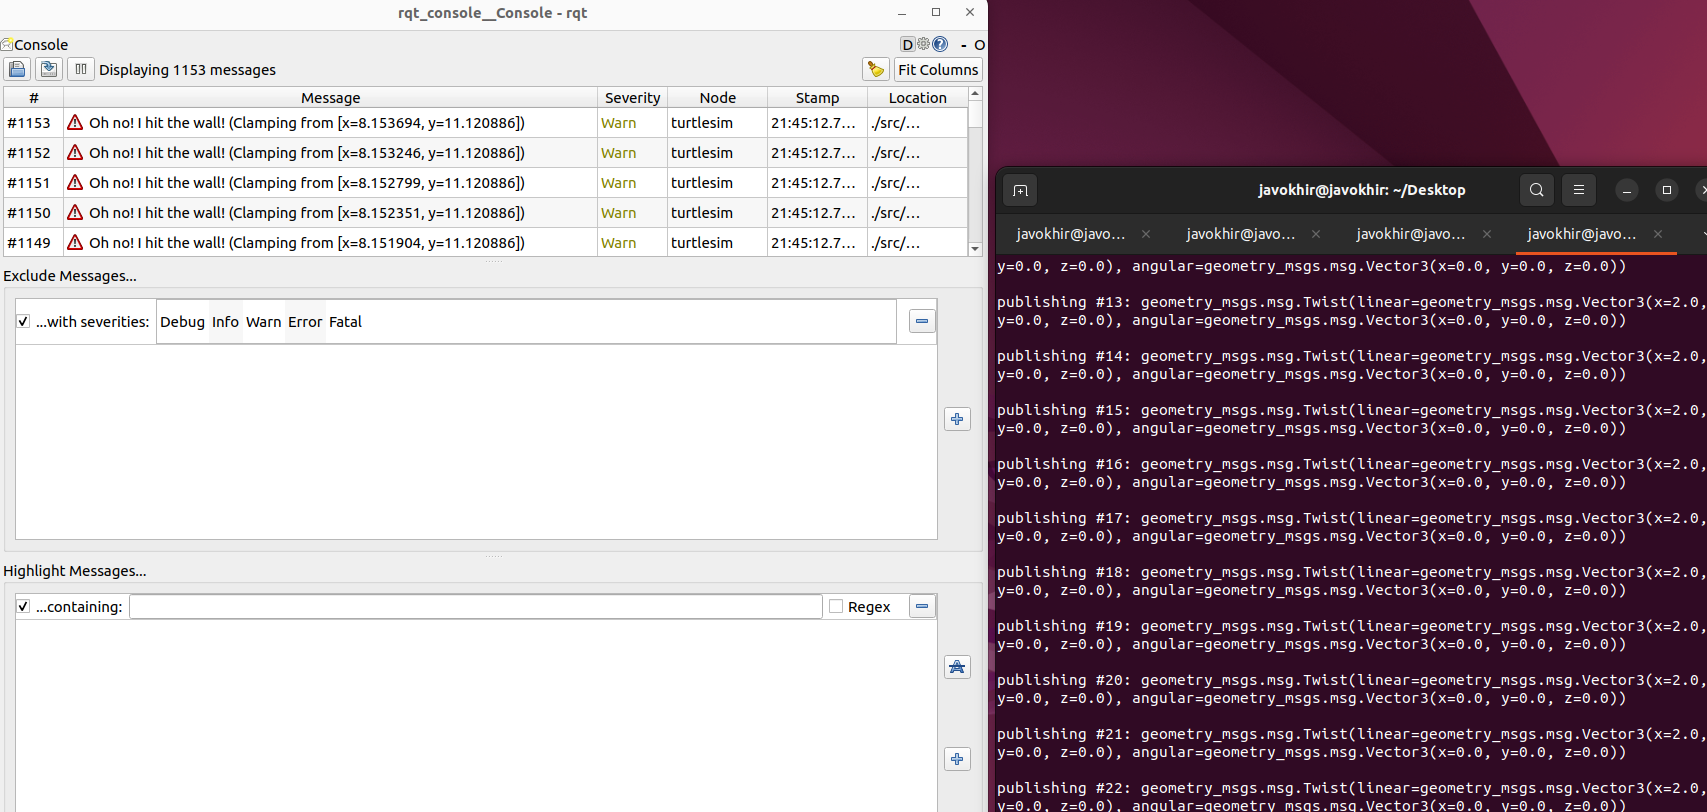 rqt_console__Console - rqt
Console
D
- O
Displaying 1153 messages
Fit Columns
# Message Severity Node Stamp Location
#1153 Oh no! I hit the wall! (Clamping from [x=8.153694, y=11.120886]) Warn turtlesim 21:45:12.7... ./src/...
#1152 Oh no! I hit the wall! (Clamping from [x=8.153246, y=11.120886]) Warn turtlesim 21:45:12.7... ./src/...
#1151 Oh no! I hit the wall! (Clamping from [x=8.152799, y=11.120886]) Warn turtlesim 21:45:12.7... ./src/...
#1150 Oh no! I hit the wall! (Clamping from [x=8.152351, y=11.120886]) Warn turtlesim 21:45:12.7... ./src/...
#1149 Oh no! I hit the wall! (Clamping from [x=8.151904, y=11.120886]) Warn turtlesim 21:45:12.7... ./src/...
Exclude Messages...
...with severities: Debug Info Warn Error Fatal
Highlight Messages...
...containing: Regex
javokhir@javokhir: ~/Desktop
javokhir@javo... javokhir@javo... javokhir@javo... javokhir@javo...
y=0.0, z=0.0), angular=geometry_msgs.msg.Vector3(x=0.0, y=0.0, z=0.0))
publishing #13: geometry_msgs.msg.Twist(linear=geometry_msgs.msg.Vector3(x=2.0,
y=0.0, z=0.0), angular=geometry_msgs.msg.Vector3(x=0.0, y=0.0, z=0.0))
publishing #14: geometry_msgs.msg.Twist(linear=geometry_msgs.msg.Vector3(x=2.0,
y=0.0, z=0.0), angular=geometry_msgs.msg.Vector3(x=0.0, y=0.0, z=0.0))
publishing #15: geometry_msgs.msg.Twist(linear=geometry_msgs.msg.Vector3(x=2.0,
y=0.0, z=0.0), angular=geometry_msgs.msg.Vector3(x=0.0, y=0.0, z=0.0))
publishing #16: geometry_msgs.msg.Twist(linear=geometry_msgs.msg.Vector3(x=2.0,
y=0.0, z=0.0), angular=geometry_msgs.msg.Vector3(x=0.0, y=0.0, z=0.0))
publishing #17: geometry_msgs.msg.Twist(linear=geometry_msgs.msg.Vector3(x=2.0,
y=0.0, z=0.0), angular=geometry_msgs.msg.Vector3(x=0.0, y=0.0, z=0.0))
publishing #18: geometry_msgs.msg.Twist(linear=geometry_msgs.msg.Vector3(x=2.0,
y=0.0, z=0.0), angular=geometry_msgs.msg.Vector3(x=0.0, y=0.0, z=0.0))
publishing #19: geometry_msgs.msg.Twist(linear=geometry_msgs.msg.Vector3(x=2.0,
y=0.0, z=0.0), angular=geometry_msgs.msg.Vector3(x=0.0, y=0.0, z=0.0))
publishing #20: geometry_msgs.msg.Twist(linear=geometry_msgs.msg.Vector3(x=2.0,
y=0.0, z=0.0), angular=geometry_msgs.msg.Vector3(x=0.0, y=0.0, z=0.0))
publishing #21: geometry_msgs.msg.Twist(linear=geometry_msgs.msg.Vector3(x=2.0,
y=0.0, z=0.0), angular=geometry_msgs.msg.Vector3(x=0.0, y=0.0, z=0.0))
publishing #22: geometry_msgs.msg.Twist(linear=geometry_msgs.msg.Vector3(x=2.0,
y=0.0, z=0.0), angular=geometry_msgs.msg.Vector3(x=0.0, y=0.0, z=0.0))